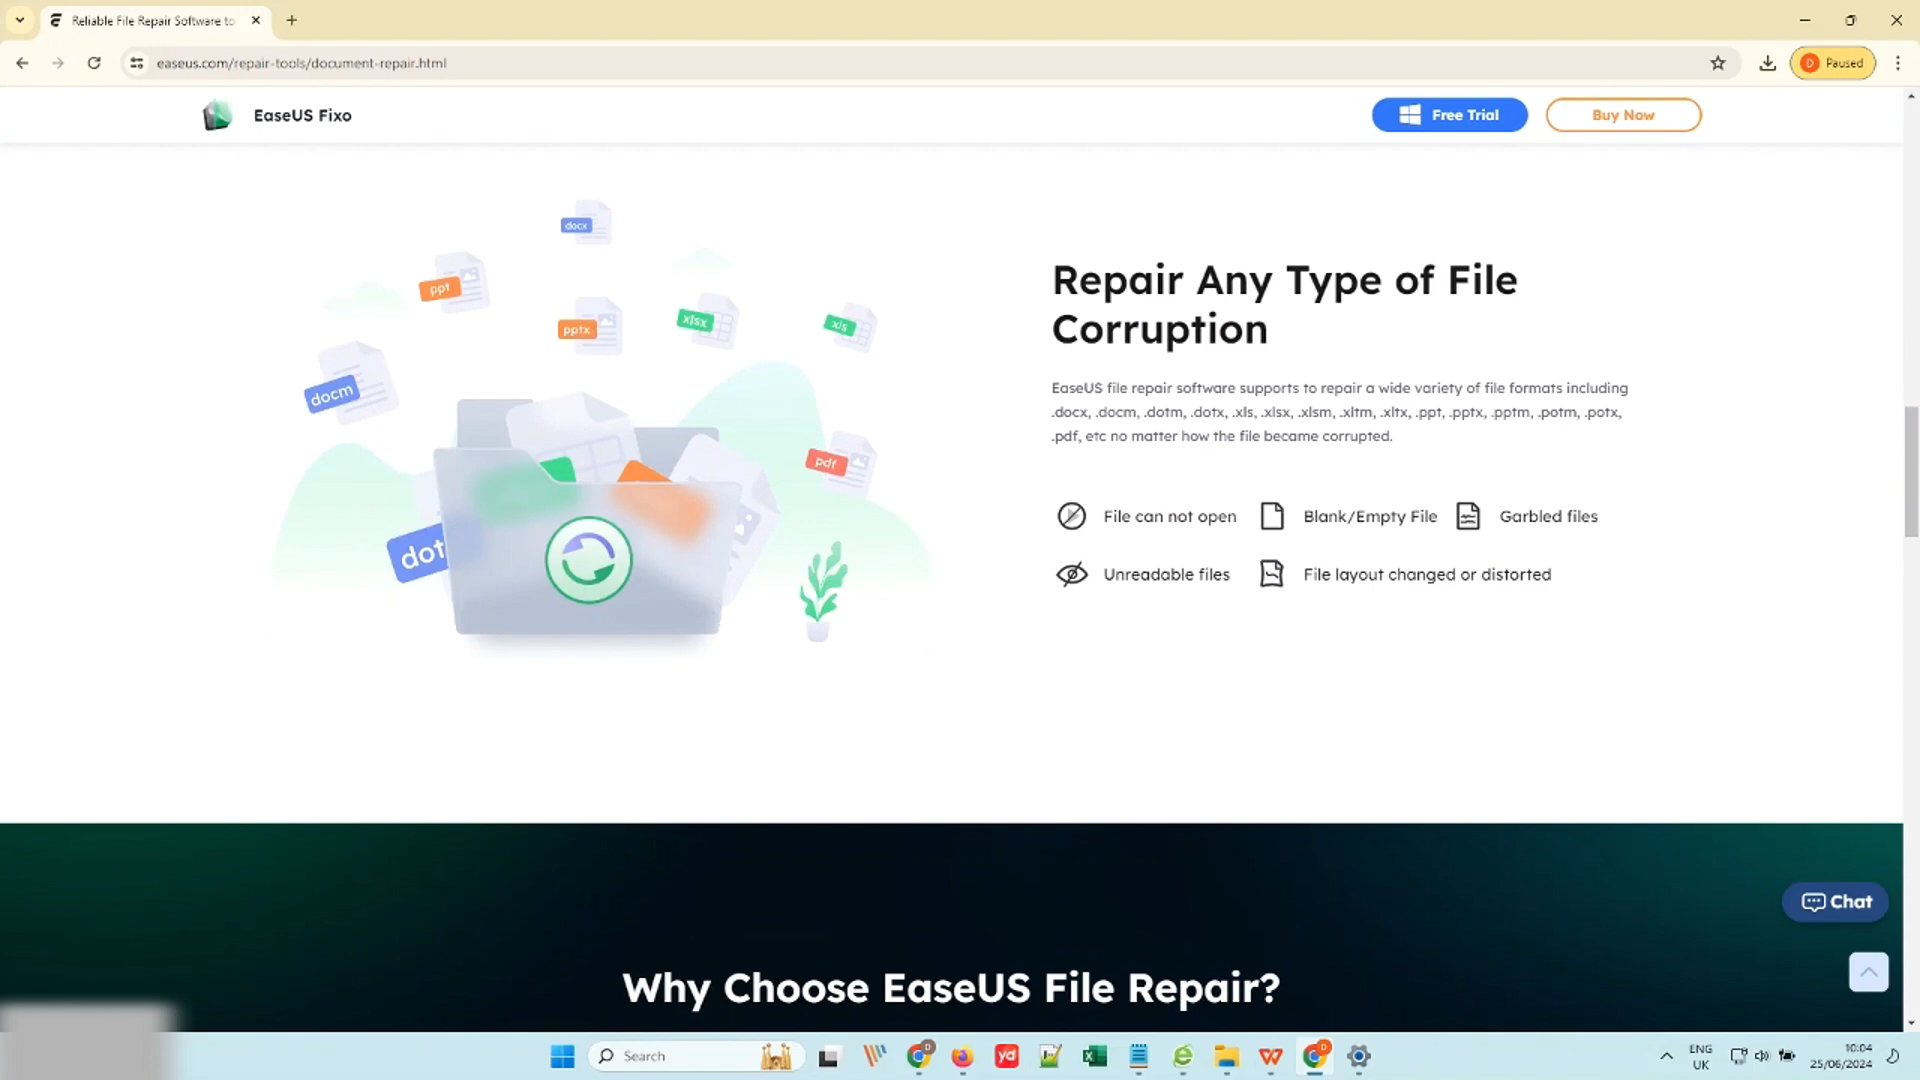 Reliable File Repair Software to
easeus.com/repair-tools/document-repair.html
D Paused
EaseUS Fixo
Free Trial
Buy Now
docx
ppt
pptx
xlsx
xls
docm
pdf
dot
Repair Any Type of File
Corruption
EaseUS file repair software supports to repair a wide variety of file formats including
.docx, .docm, .dotm, .dotx, .xls, .xlsx, .xlsm, .xltm, .xltx, .ppt, .pptx, .pptm, .potm, .potx,
.pdf, etc no matter how the file became corrupted.
File can not open
Blank/Empty File
Garbled files
Unreadable files
File layout changed or distorted
Chat
Why Choose EaseUS File Repair?
Search
D
yd
D
ENG
UK
10:04
25/06/2024